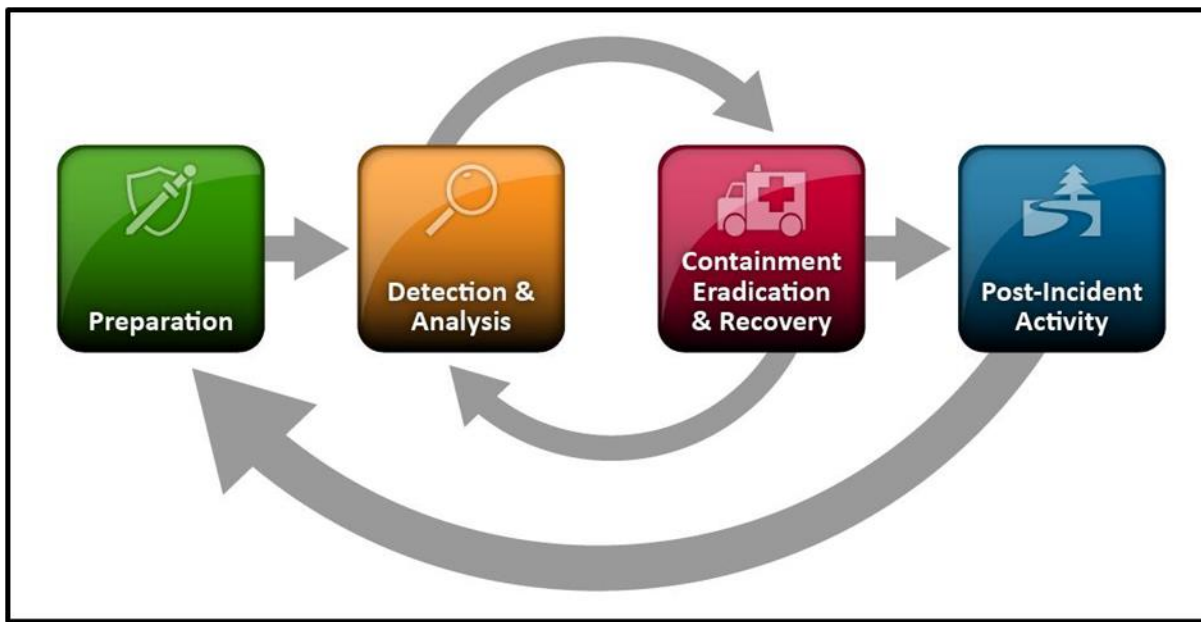 Preparation
Detection &
Analysis
Containment
Eradication
& Recovery
Post-Incident
Activity